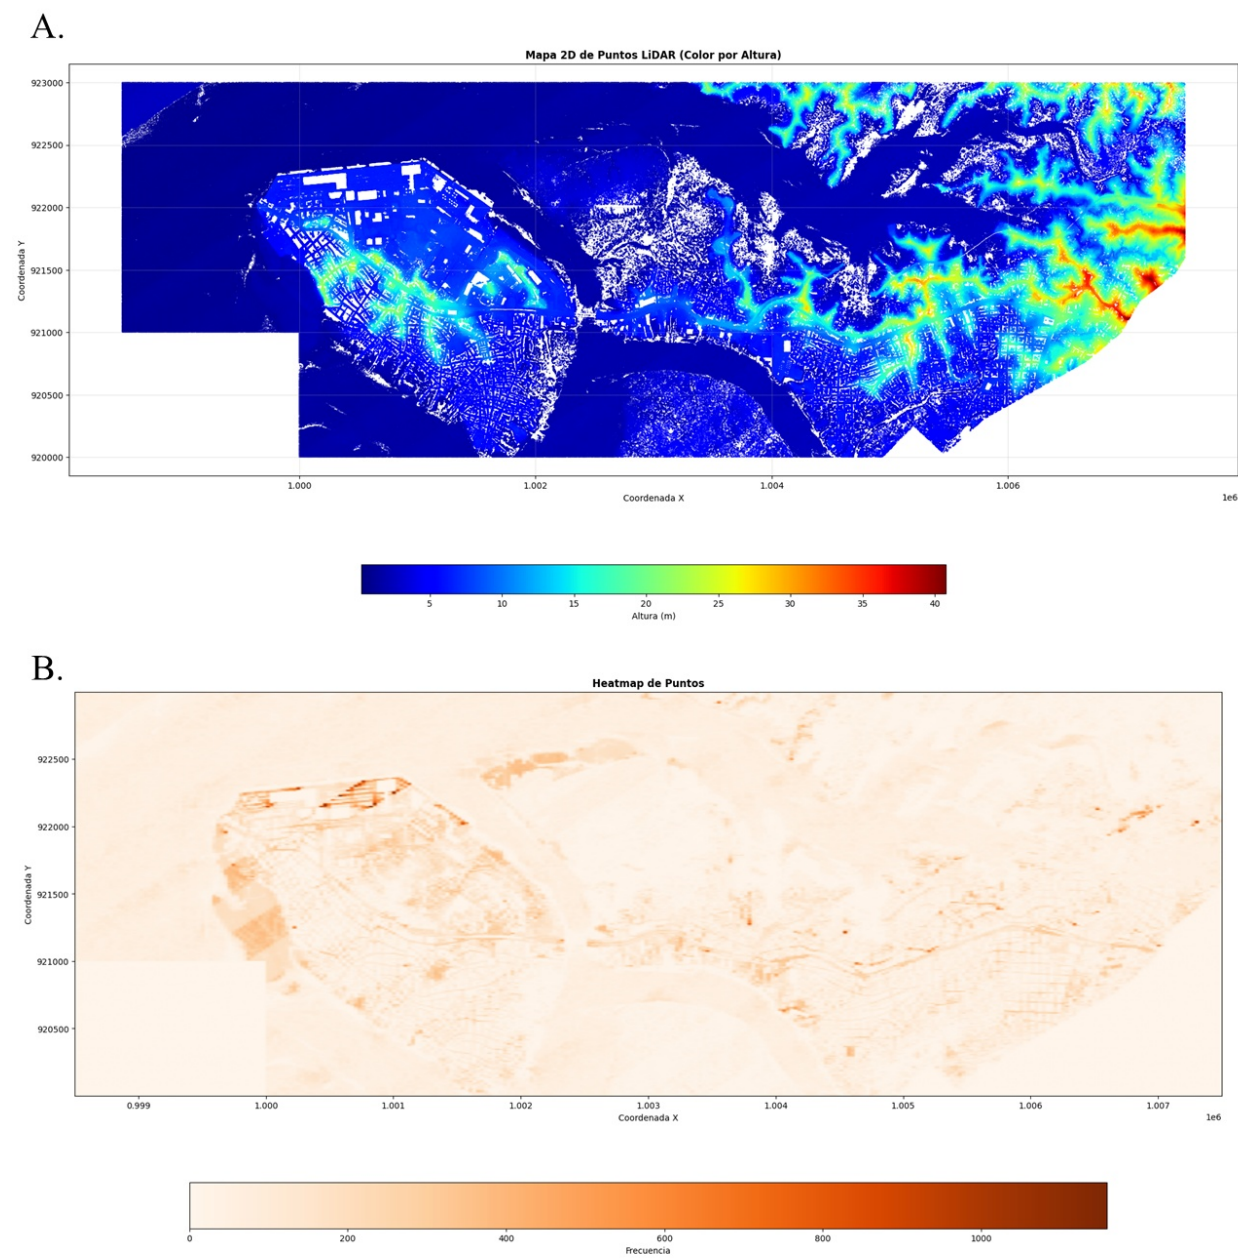 A.
Mapa 2D de Puntos LiDAR (Color por Altura)
923000
922500
922000
921500
921000
920500
920000
Coordenada Y
1.000 1.002 1.004 1.006
1e6
Coordenada X
5 10 15 20 25 30 35 40
Altura (m)
B.
Heatmap de Puntos
922500
922000
921500
921000
920500
Coordenada Y
0.999 1.000 1.001 1.002 1.003 1.004 1.005 1.006 1.007
1e6
Coordenada X
0 200 400 600 800 1000
Frecuencia